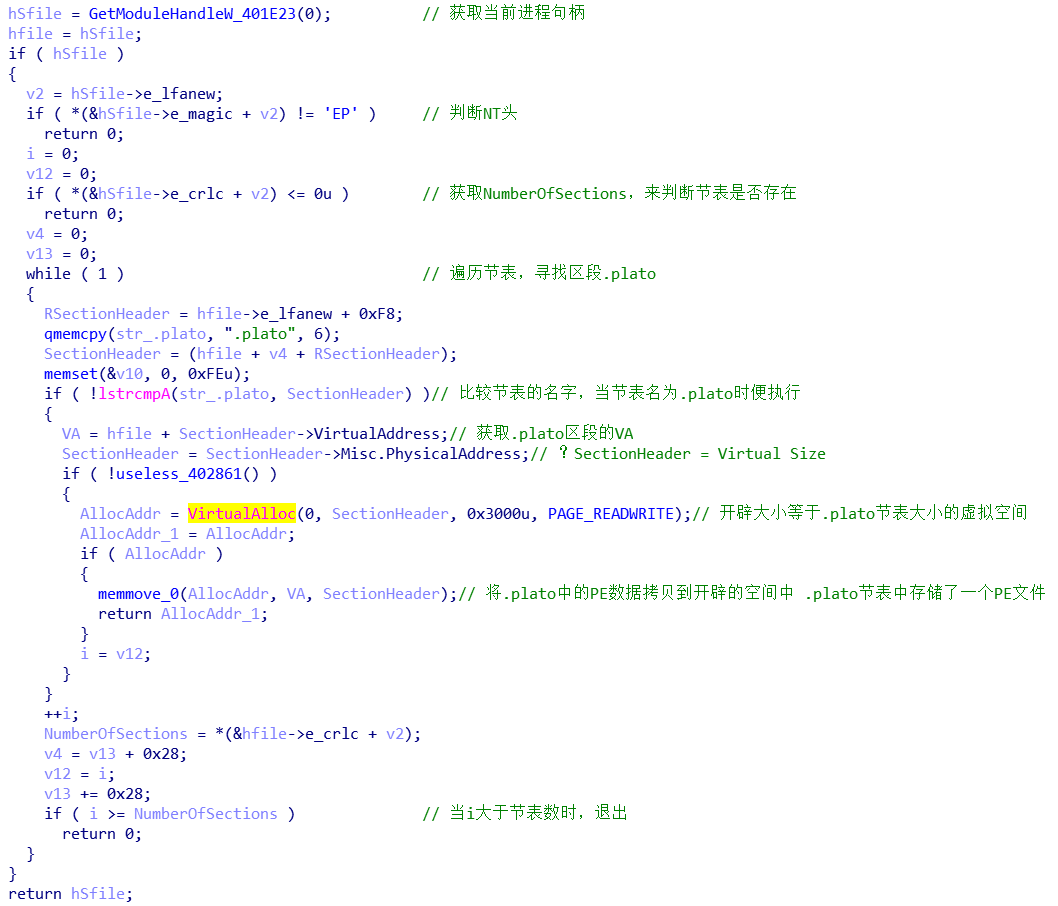 hSfile = GetModuleHandleW_401E23(0);          // 获取当前进程句柄
hfile = hSfile;
if ( hSfile )
{
  v2 = hSfile->e_lfanew;
  if ( *(&hSfile->e_magic + v2) != 'EP' )     // 判断NT头
    return 0;
  i = 0;
  v12 = 0;
  if ( *(&hSfile->e_crlc + v2) <= 0u )        // 获取NumberOfSections，来判断节表是否存在
    return 0;
  v4 = 0;
  v13 = 0;
  while ( 1 )                                 // 遍历节表，寻找区段.plato
  {
    RSectionHeader = hfile->e_lfanew + 0xF8;
    qmemcpy(str_.plato, ".plato", 6);
    SectionHeader = (hfile + v4 + RSectionHeader);
    memset(&v10, 0, 0xFEu);
    if ( !lstrcmpA(str_.plato, SectionHeader) )// 比较节表的名字，当节表名为.plato时便执行
    {
      VA = hfile + SectionHeader->VirtualAddress;// 获取.plato区段的VA
      SectionHeader = SectionHeader->Misc.PhysicalAddress;// ？SectionHeader = Virtual Size
      if ( !useless_402861() )
      {
        AllocAddr = VirtualAlloc(0, SectionHeader, 0x3000u, PAGE_READWRITE);// 开辟大小等于.plato节表大小的虚拟空间
        AllocAddr_1 = AllocAddr;
        if ( AllocAddr )
        {
          memmove_0(AllocAddr, VA, SectionHeader);// 将.plato中的PE数据拷贝到开辟的空间中 .plato节表中存储了一个PE文件
          return AllocAddr_1;
        }
        i = v12;
      }
    }
    ++i;
    NumberOfSections = *(&hfile->e_crlc + v2);
    v4 = v13 + 0x28;
    v12 = i;
    v13 += 0x28;
    if ( i >= NumberOfSections )              // 当i大于节表数时，退出
      return 0;
  }
}
return hSfile;